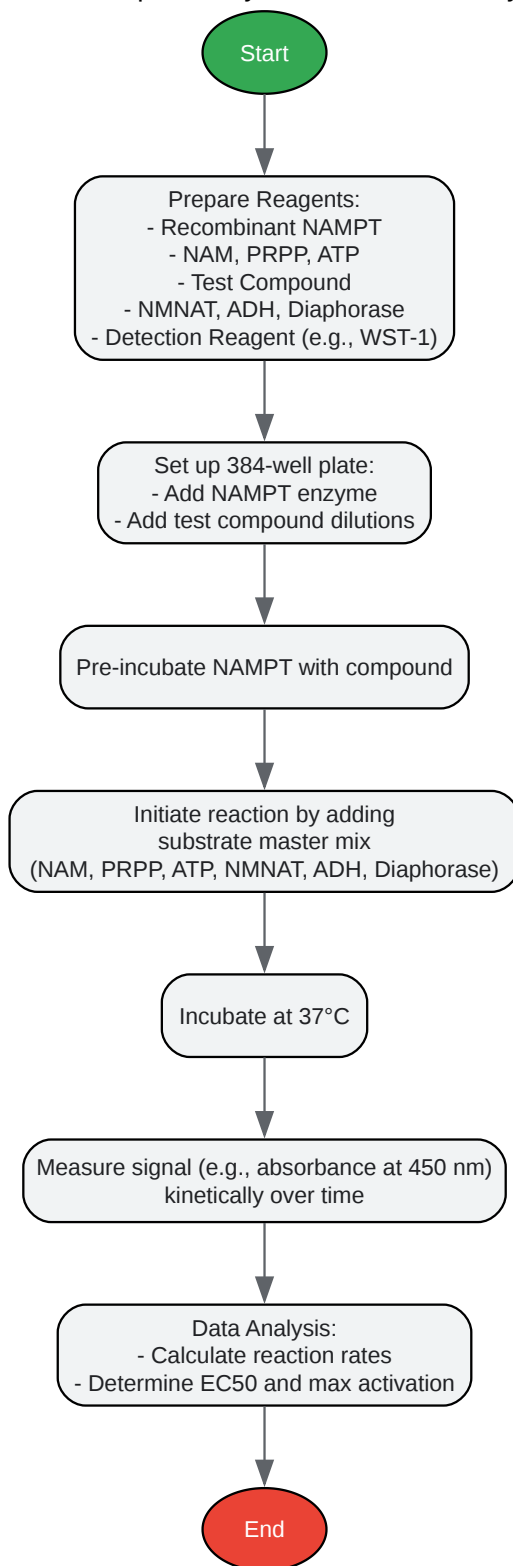 Start
Prepare Reagents:
- Recombinant NAMPT
- NAM, PRPP, ATP
- Test Compound
- NMNAT, ADH, Diaphorase
- Detection Reagent (e.g., WST-1)
Set up 384-well plate:
- Add NAMPT enzyme
- Add test compound dilutions
Pre-incubate NAMPT with compound
Initiate reaction by adding
substrate master mix
(NAM, PRPP, ATP, NMNAT, ADH, Diaphorase)
Incubate at 37°C
Measure signal (e.g., absorbance at 450 nm)
kinetically over time
Data Analysis:
- Calculate reaction rates
- Determine EC50 and max activation
End